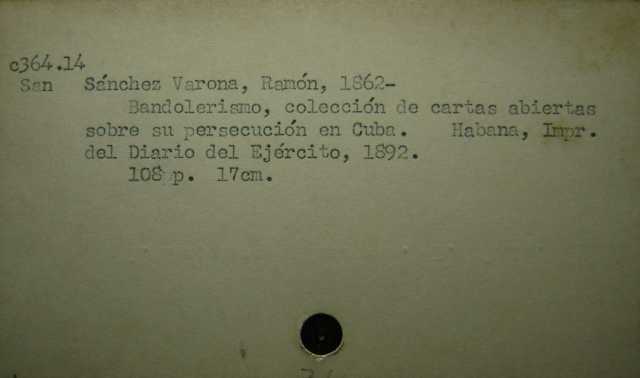 c364.14
San Sánchez Varona, Ramón, 1862-
Bandolerismo, colección de cartas abiertas
sobre su persecución en Cuba. Habana, Impr.
del Diario del Ejército, 1892.
108 p. 17cm.